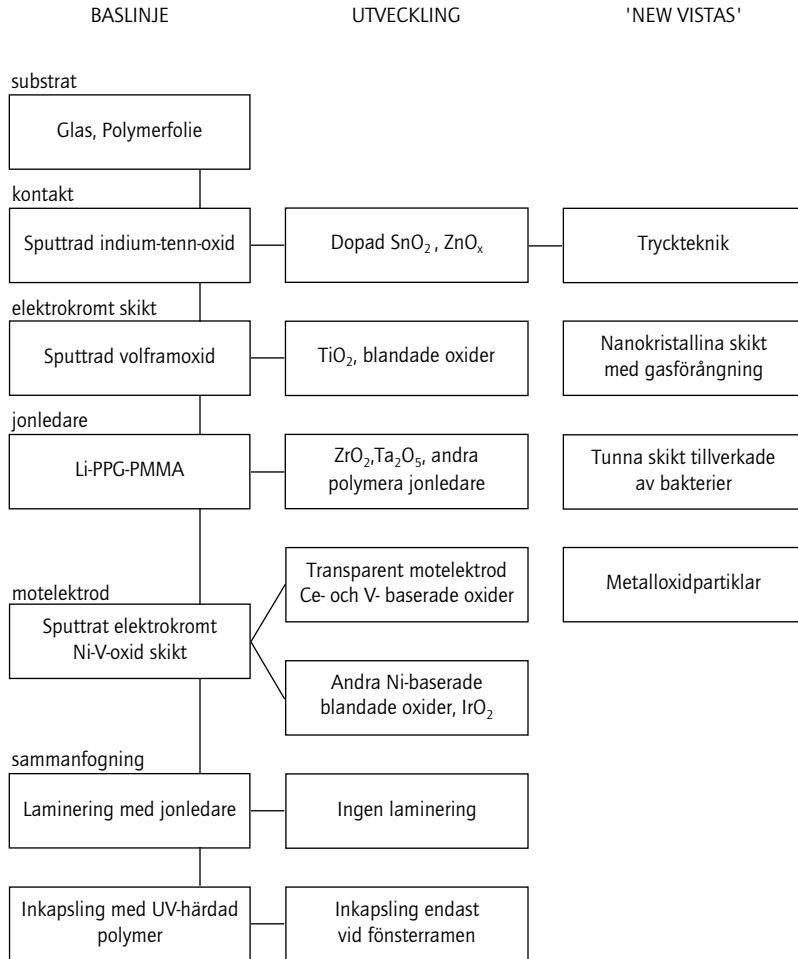 BASLINJE
UTVECKLING
'NEW VISTAS'
substrat
Glas, Polymerfolie
kontakt
Sputtrad indium-tenn-oxid
Dopad SnO₂ , ZnOₓ
Tryckteknik
elektrokromt skikt
Sputtrad volframoxid
TiO₂, blandade oxider
Nanokristallina skikt
med gasförångning
jonledare
Li-PPG-PMMA
ZrO₂,Ta₂O₅, andra
polymera jonledare
Tunna skikt tillverkade
av bakterier
motelektrod
Sputtrat elektrokromt
Ni-V-oxid skikt
Transparent motelektrod
Ce- och V- baserade oxider
Metalloxidpartiklar
Andra Ni-baserade
blandade oxider, IrO₂
sammanfogning
Laminering med jonledare
Ingen laminering
Inkapsling med UV-härdad
polymer
Inkapsling endast
vid fönsterramen